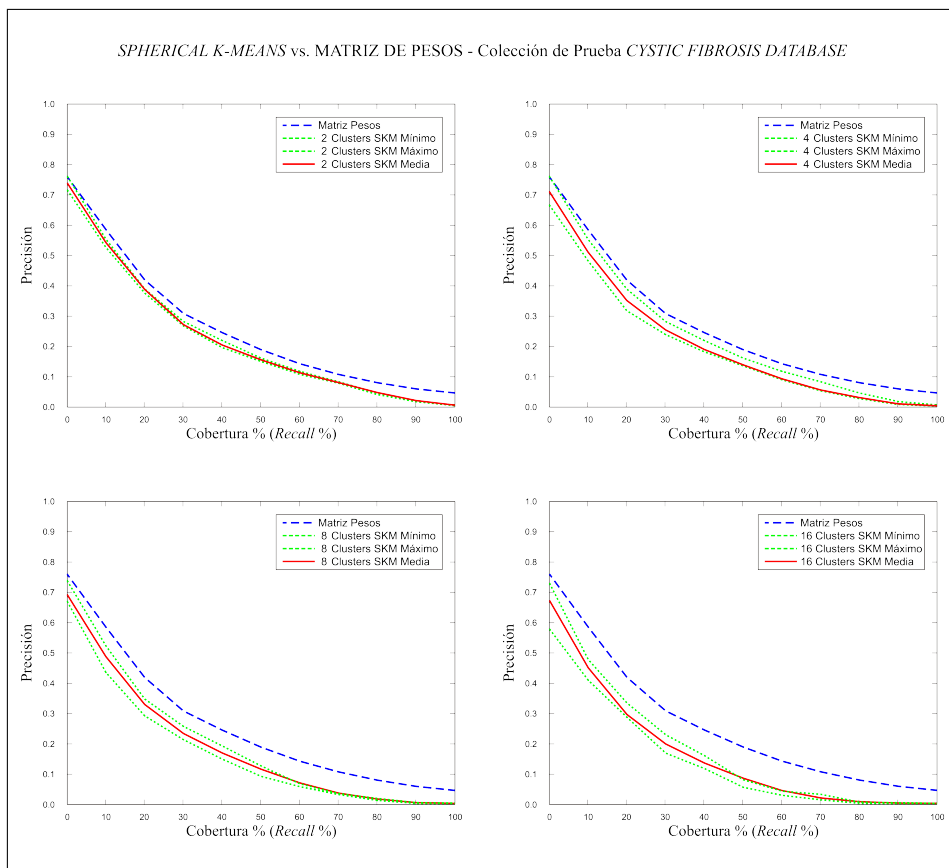 SPHERICAL K-MEANS vs. MATRIZ DE PESOS - Colección de Prueba CYSTIC FIBROSIS DATABASE
1.0
0.9
0.8
0.7
0.6
0.5
0.4
0.3
0.2
0.1
0.0
Precisión
Matriz Pesos
2 Clusters SKM Mínimo
2 Clusters SKM Máximo
2 Clusters SKM Media
0 10 20 30 40 50 60 70 80 90 100
Cobertura % (Recall %)
1.0
0.9
0.8
0.7
0.6
0.5
0.4
0.3
0.2
0.1
0.0
Precisión
Matriz Pesos
4 Clusters SKM Mínimo
4 Clusters SKM Máximo
4 Clusters SKM Media
0 10 20 30 40 50 60 70 80 90 100
Cobertura % (Recall %)
1.0
0.9
0.8
0.7
0.6
0.5
0.4
0.3
0.2
0.1
0.0
Precisión
Matriz Pesos
8 Clusters SKM Mínimo
8 Clusters SKM Máximo
8 Clusters SKM Media
0 10 20 30 40 50 60 70 80 90 100
Cobertura % (Recall %)
1.0
0.9
0.8
0.7
0.6
0.5
0.4
0.3
0.2
0.1
0.0
Precisión
Matriz Pesos
16 Clusters SKM Mínimo
16 Clusters SKM Máximo
16 Clusters SKM Media
0 10 20 30 40 50 60 70 80 90 100
Cobertura % (Recall %)